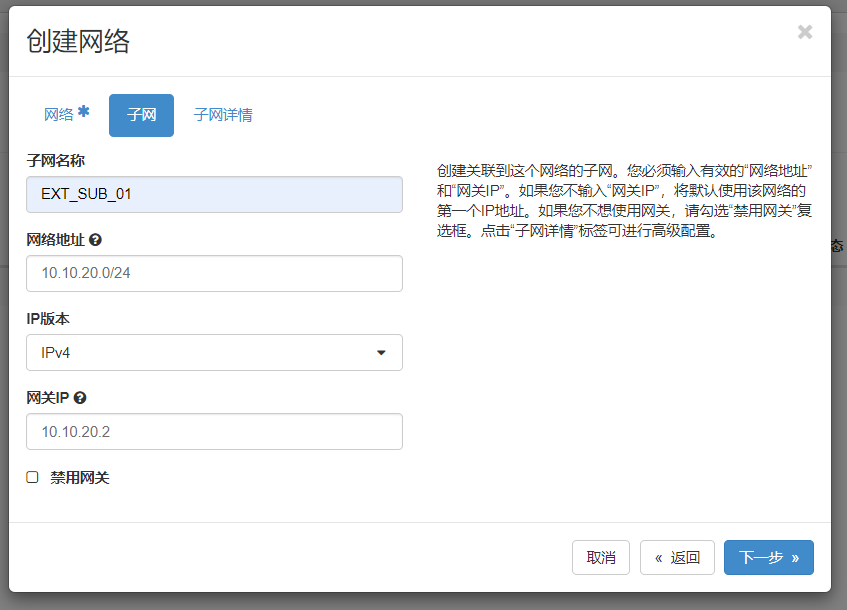 创建网络
×
网络 * 子网 子网详情
子网名称
EXT_SUB_01
网络地址 ?
10.10.20.0/24
IP版本
IPv4
网关IP ?
10.10.20.2
禁用网关
创建关联到这个网络的子网。您必须输入有效的“网络地址”
和“网关IP”。如果您不输入“网关IP”，将默认使用该网络的
第一个IP地址。如果您不想使用网关，请勾选“禁用网关”复
选框。点击“子网详情”标签可进行高级配置。
态
取消 « 返回 下一步 »